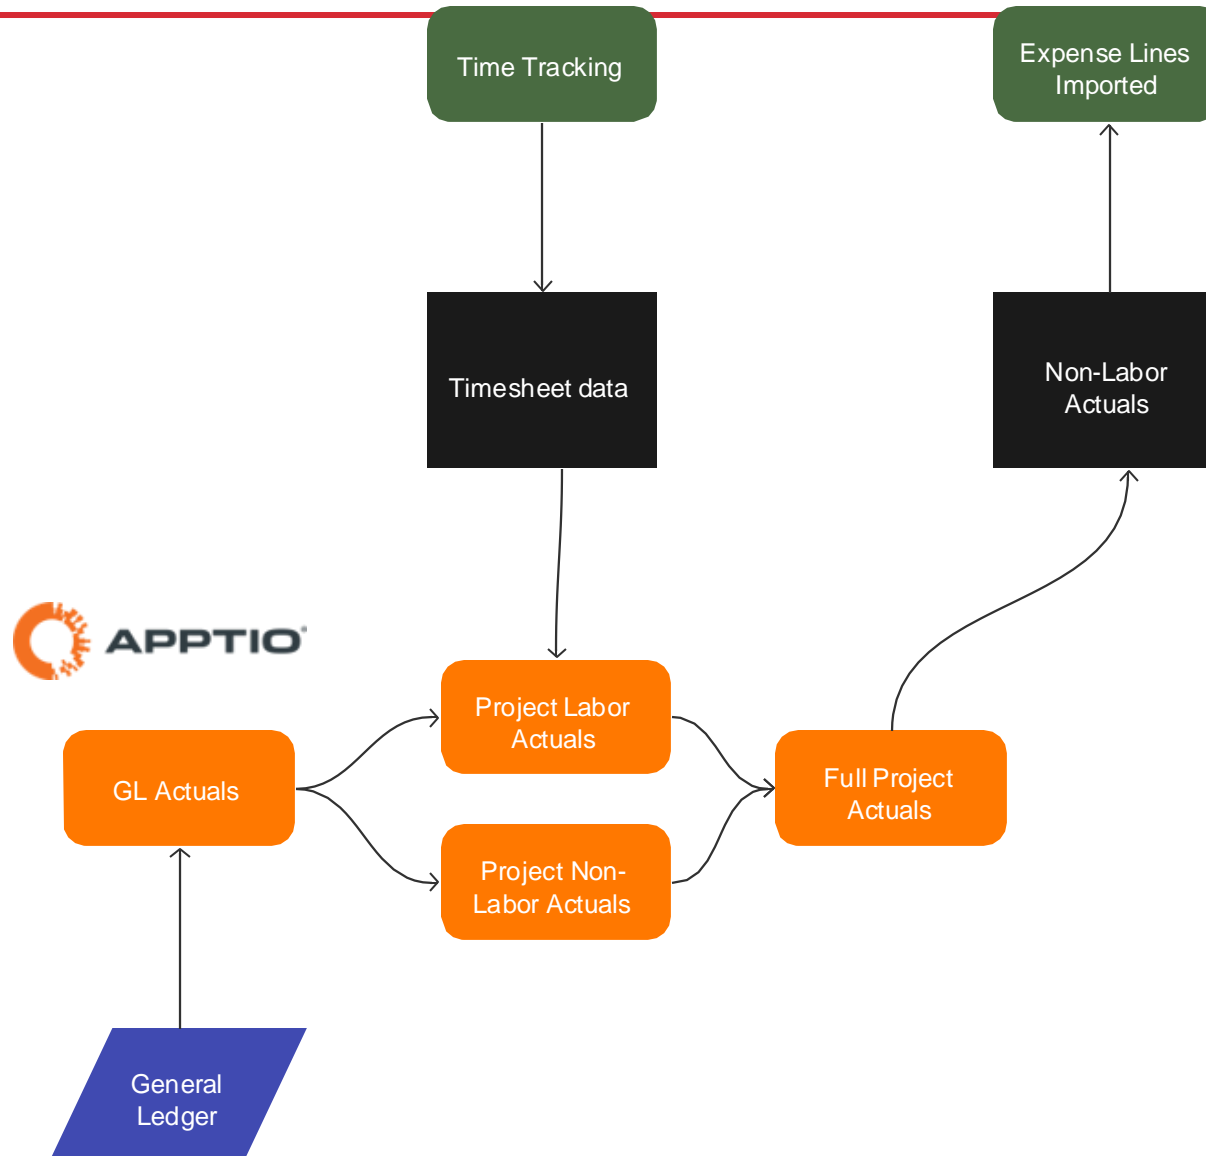 Time Tracking
Expense Lines
Imported
Timesheet data
Non-Labor
Actuals
APPTIO
Project Labor
Actuals
GL Actuals
Full Project
Actuals
Project Non-
Labor Actuals
General
Ledger